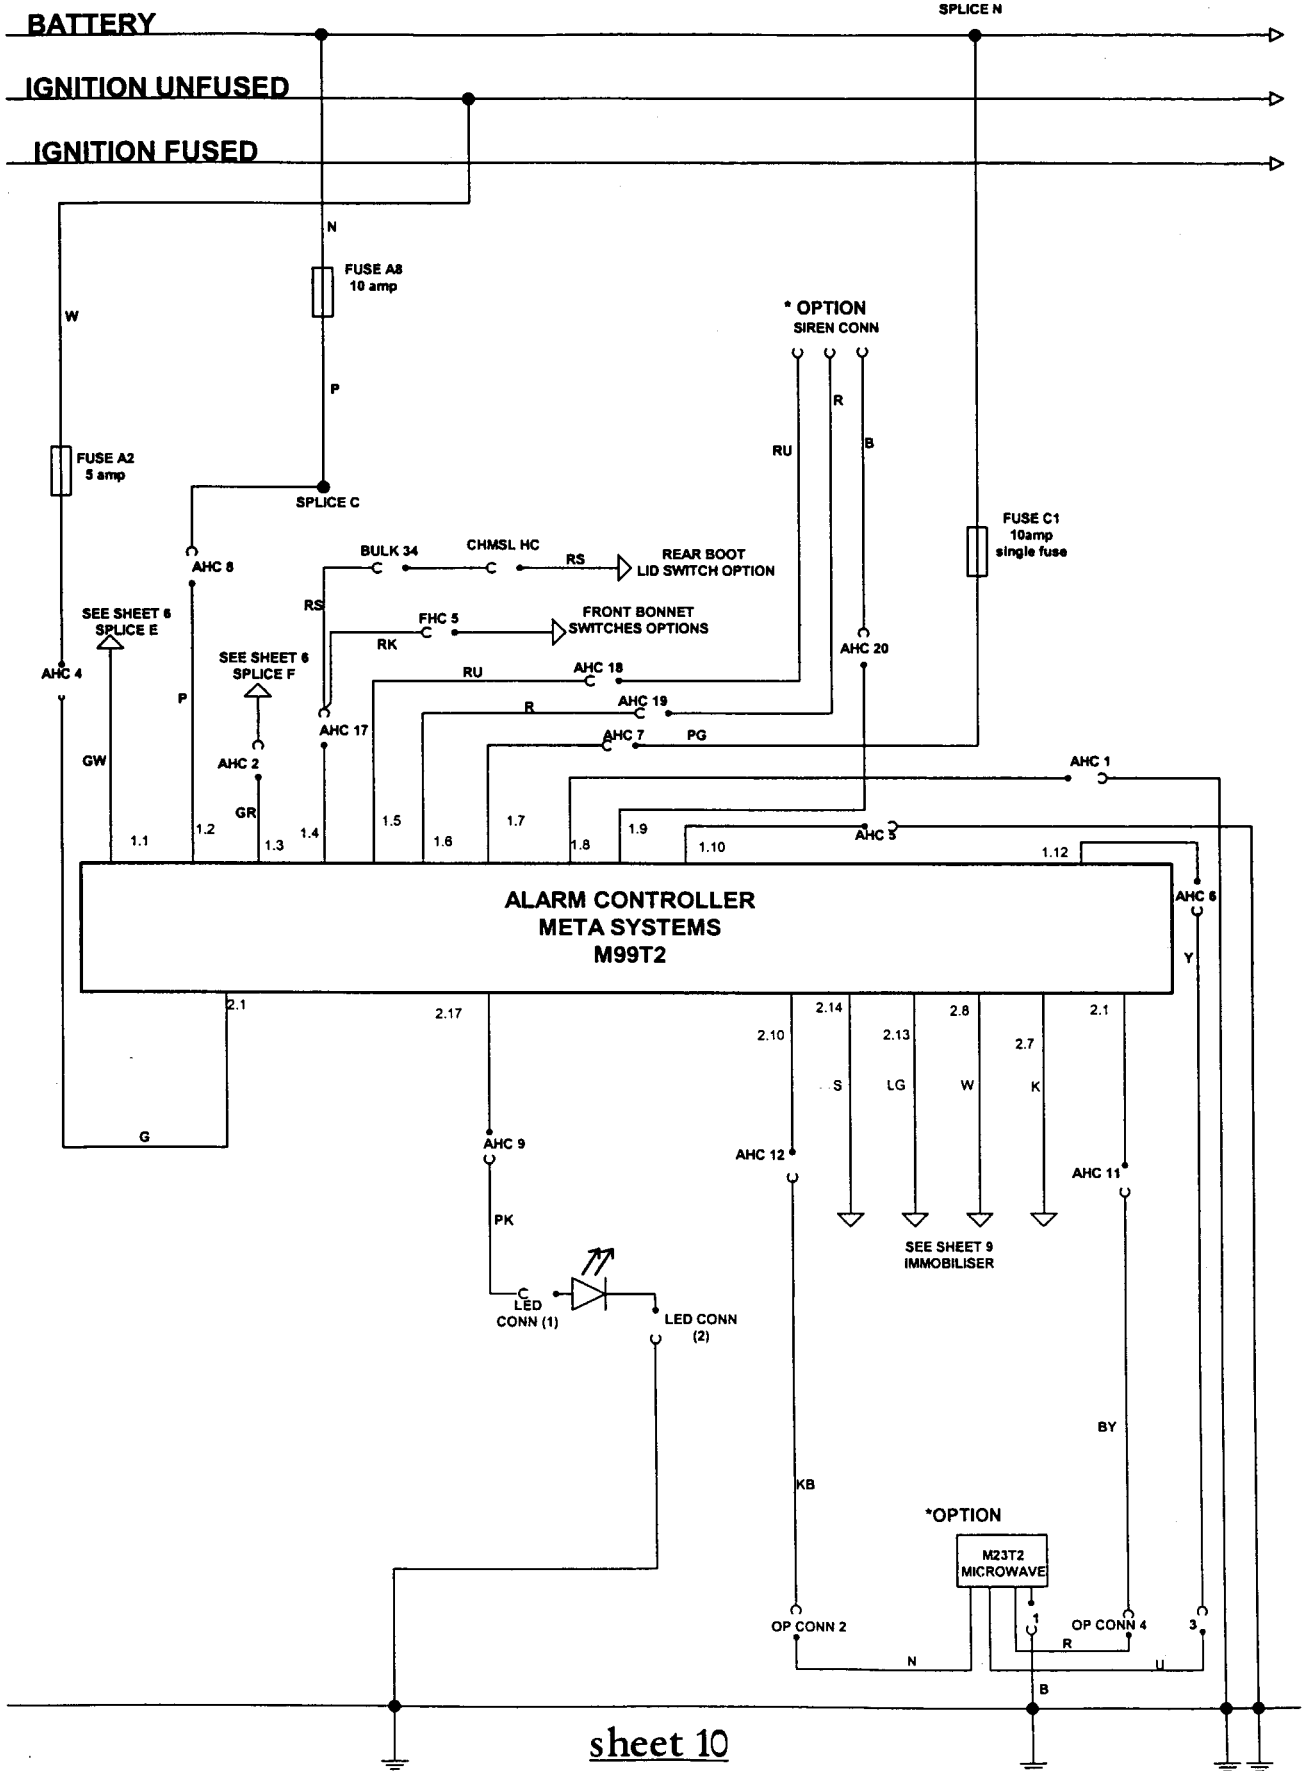 SPLICE N
BATTERY
IGNITION UNFUSED
IGNITION FUSED
N
FUSE A8
10 amp
W
* OPTION
SIREN CONN
P
R
RU
B
FUSE A2
5 amp
SPLICE C
FUSE C1
10amp
single fuse
BULK 34
CHMSL HC
RS
REAR BOOT
LID SWITCH OPTION
AHC 8
RS
SEE SHEET 6
SPLICE E
FHC 5
FRONT BONNET
SWITCHES OPTIONS
RK
AHC 20
SEE SHEET 6
SPLICE F
AHC 4
RU
AHC 18
P
R
AHC 19
AHC 17
AHC 7
PG
GW
AHC 2
AHC 1
GR
1.1
1.2
1.3
1.4
1.5
1.6
1.7
1.8
1.9
1.10
AHC 5
1.12
ALARM CONTROLLER
META SYSTEMS
M99T2
AHC 6
Y
2.1
2.17
2.10
2.14
2.13
2.8
2.7
2.1
S
LG
W
K
G
AHC 9
AHC 12
AHC 11
PK
SEE SHEET 9
IMMOBILISER
LED
CONN (1)
LED CONN
(2)
BY
KB
*OPTION
M23T2
MICROWAVE
OP CONN 2
1
OP CONN 4
3
R
N
U
B
sheet 10